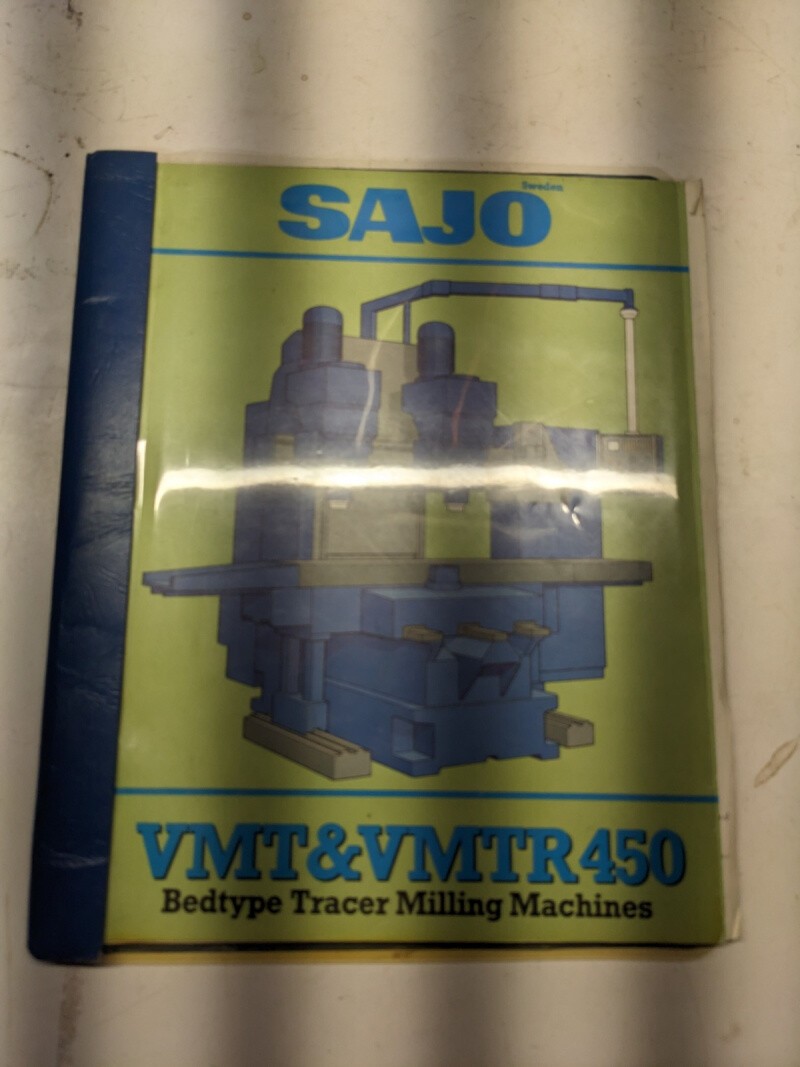 SAJO
Sweden
VMT&VMTR450
Bedtype Tracer Milling Machines